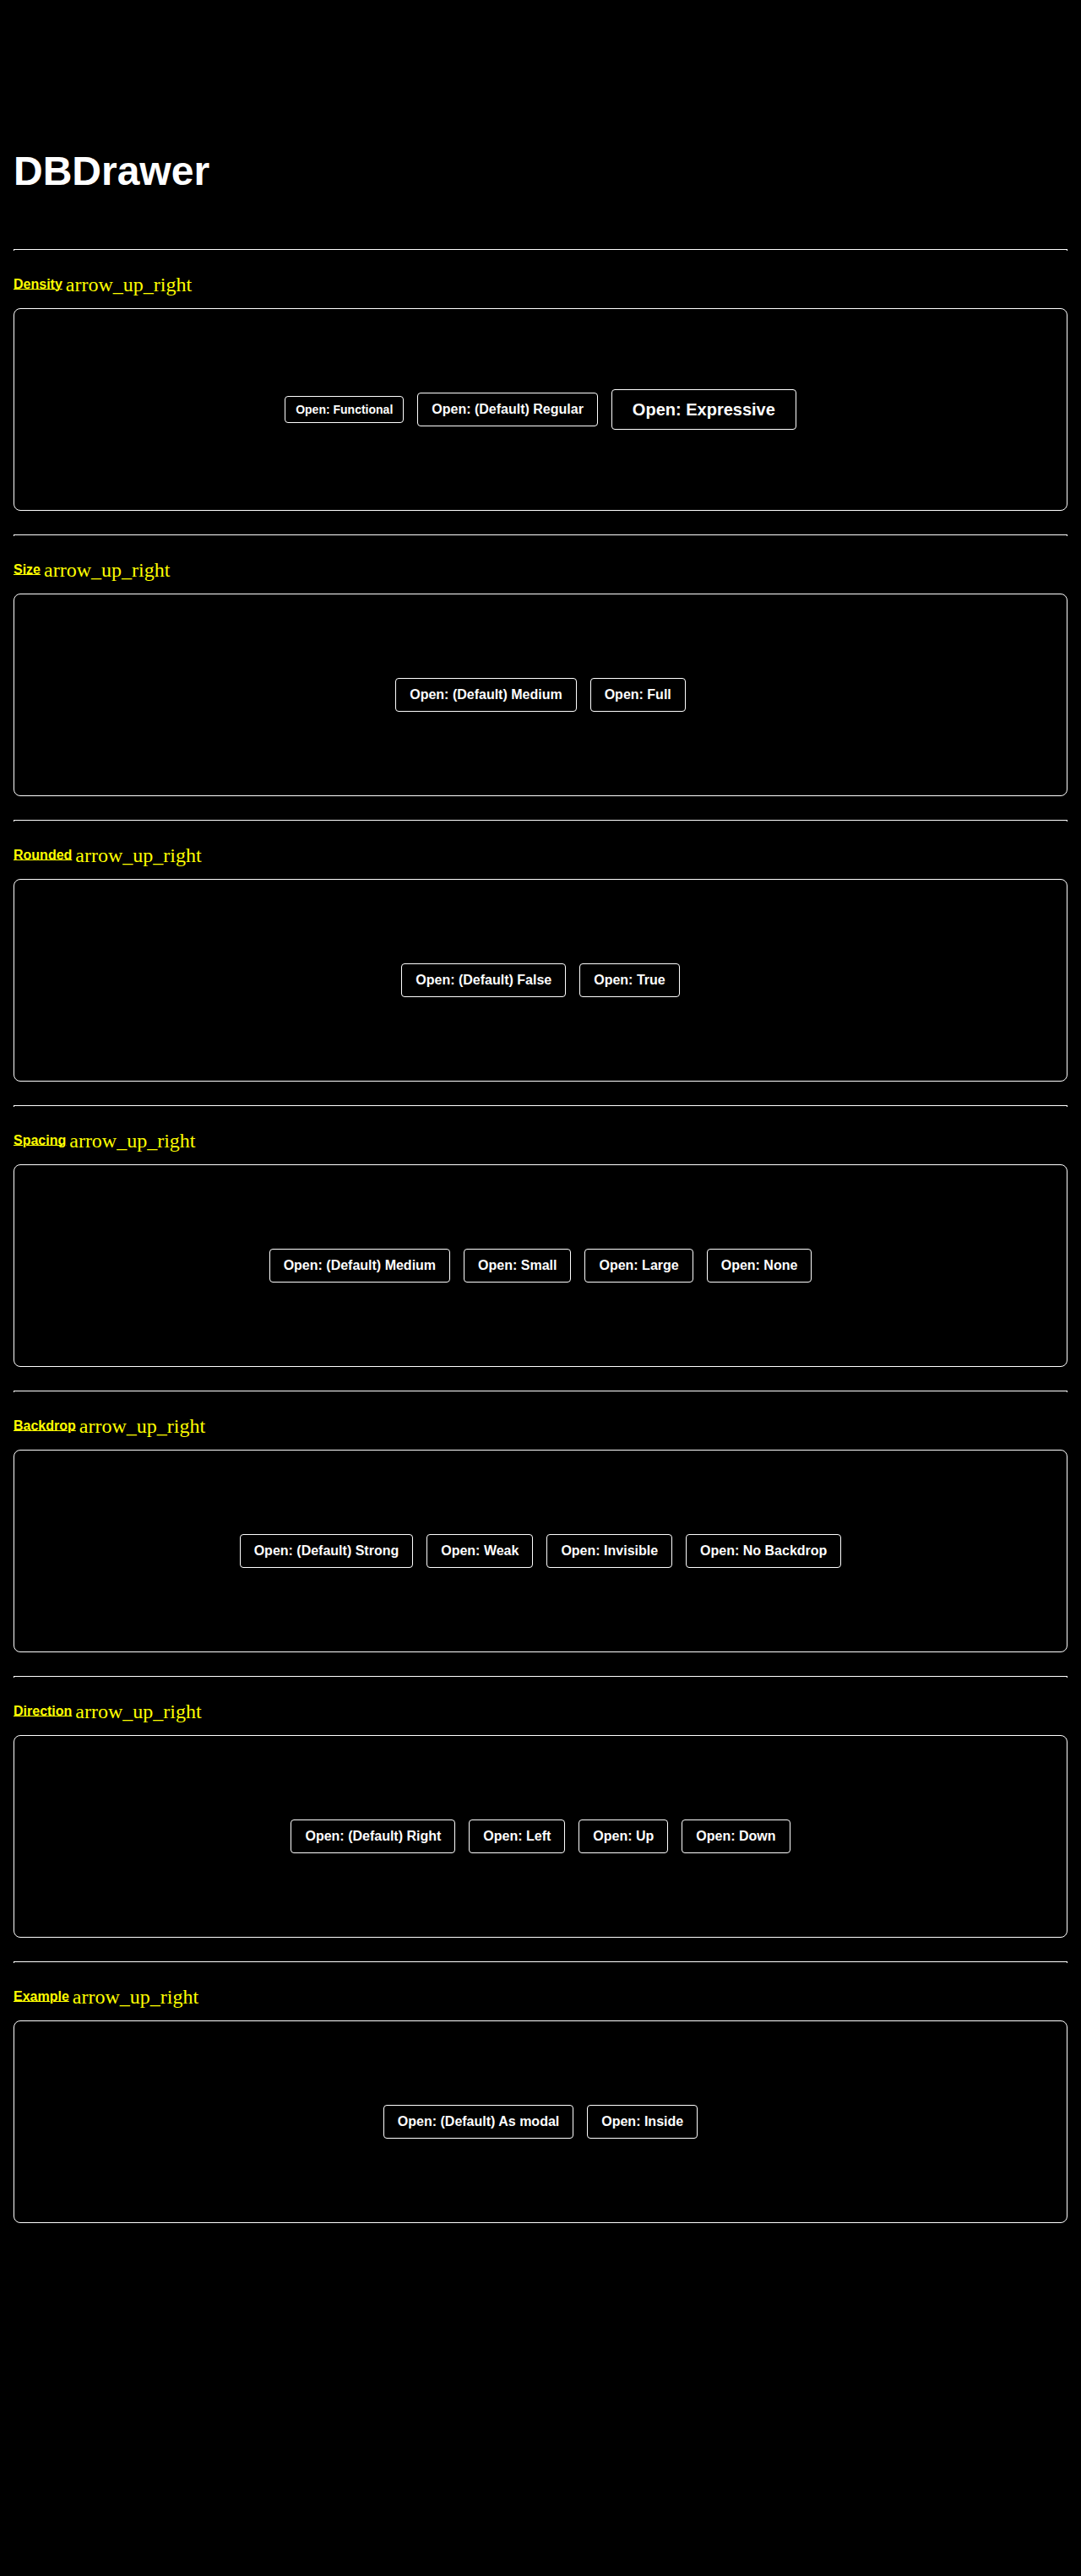 DBDrawer
Density arrow_up_right
Open: Functional Open: (Default) Regular Open: Expressive
Size arrow_up_right
Open: (Default) Medium Open: Full
Rounded arrow_up_right
Open: (Default) False Open: True
Spacing arrow_up_right
Open: (Default) Medium Open: Small Open: Large Open: None
Backdrop arrow_up_right
Open: (Default) Strong Open: Weak Open: Invisible Open: No Backdrop
Direction arrow_up_right
Open: (Default) Right Open: Left Open: Up Open: Down
Example arrow_up_right
Open: (Default) As modal Open: Inside